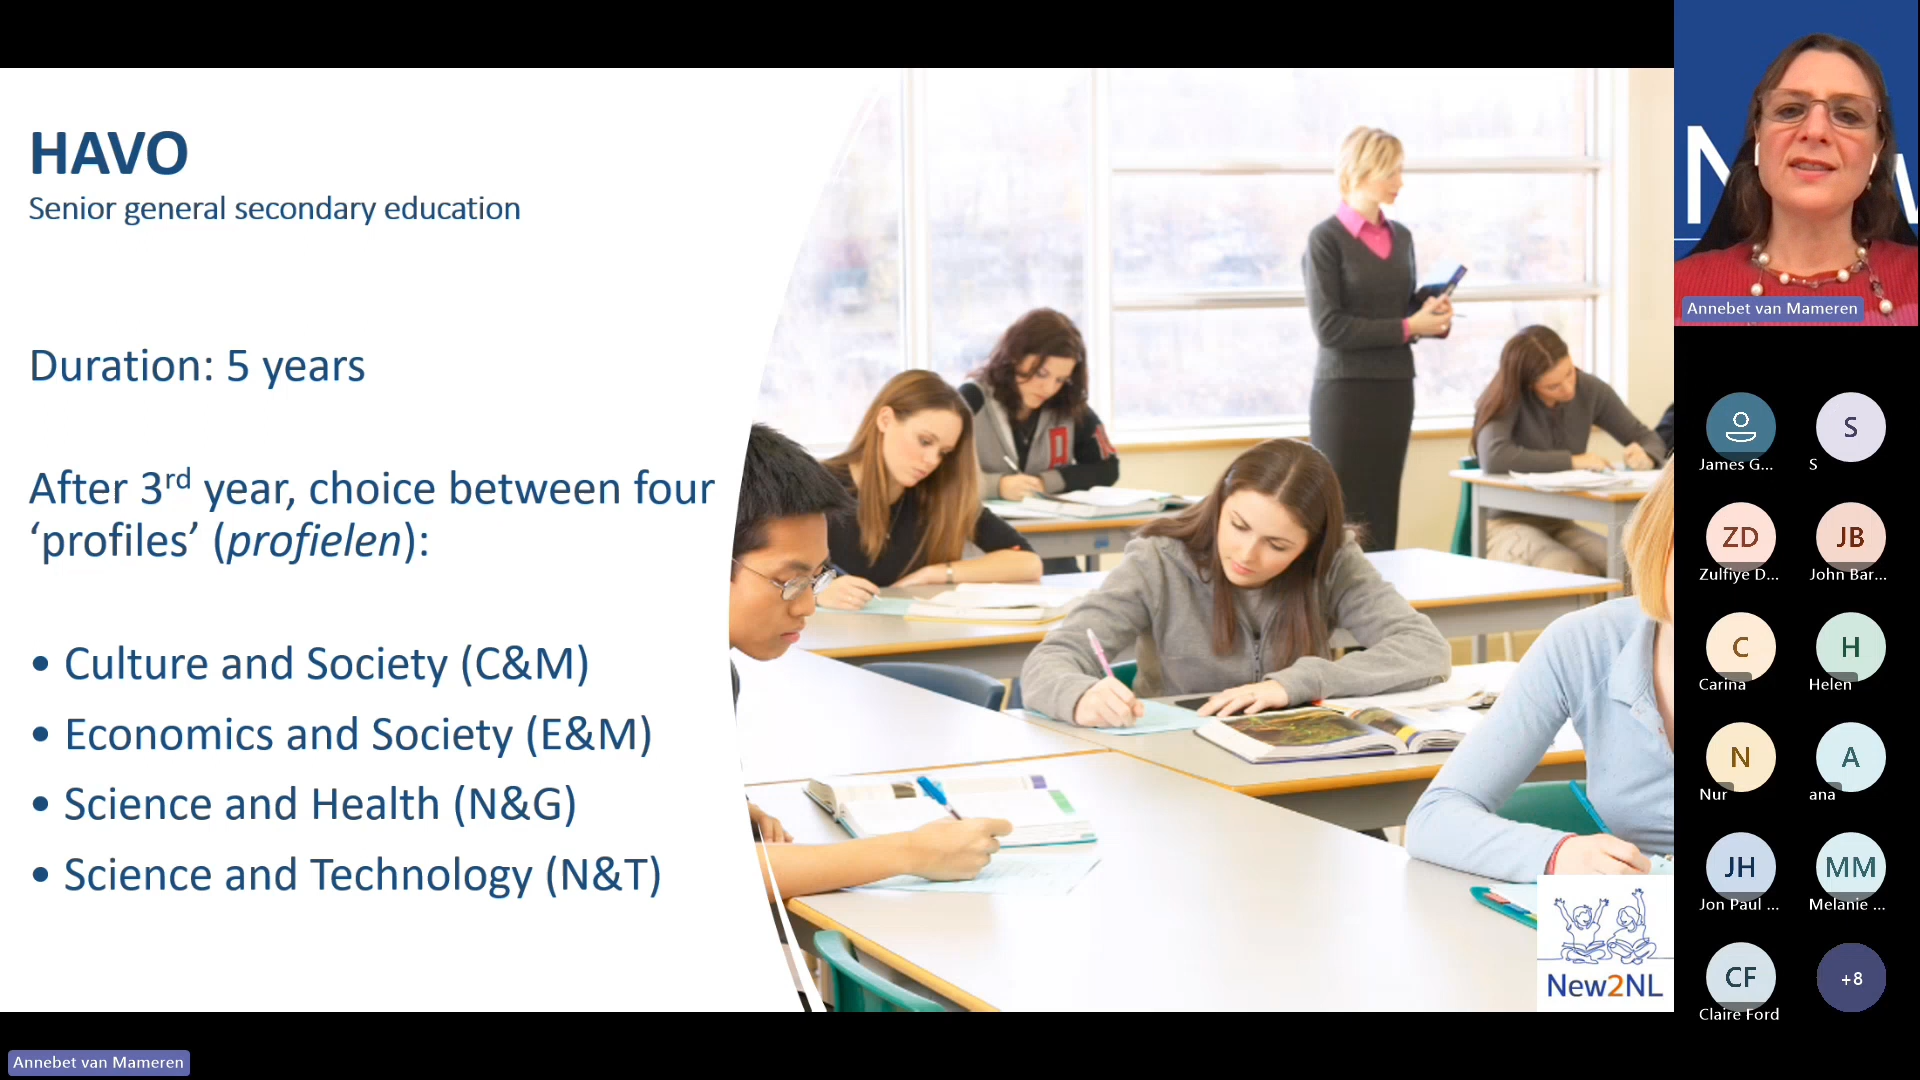 HAVO
Senior general secondary education
Duration: 5 years
After 3rd year, choice between four
‘profiles’ (profielen):
• Culture and Society (C&M)
• Economics and Society (E&M)
• Science and Health (N&G)
• Science and Technology (N&T)
New2NL
N
w
Annebet van Mameren
S
James G...
S
ZD
JB
Zulfiye D...
John Bar...
C
H
Carina
Helen
N
A
Nur
ana
JH
MM
Jon Paul ...
Melanie ...
CF
+8
Claire Ford
Annebet van Mameren